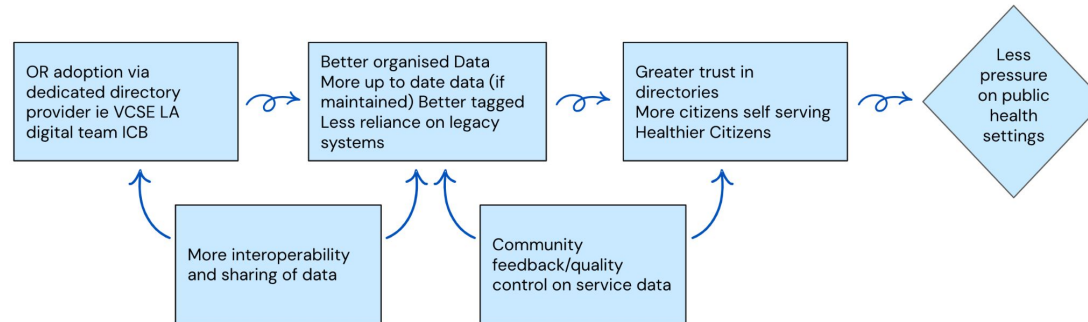 OR adoption via
dedicated directory
provider ie VCSE LA
digital team ICB
Better organised Data
More up to date data (if
maintained) Better tagged
Less reliance on legacy
systems
Greater trust in
directories
More citizens self serving
Healthier Citizens
Less
pressure
on public
health
settings
More interoperability
and sharing of data
Community
feedback/quality
control on service data